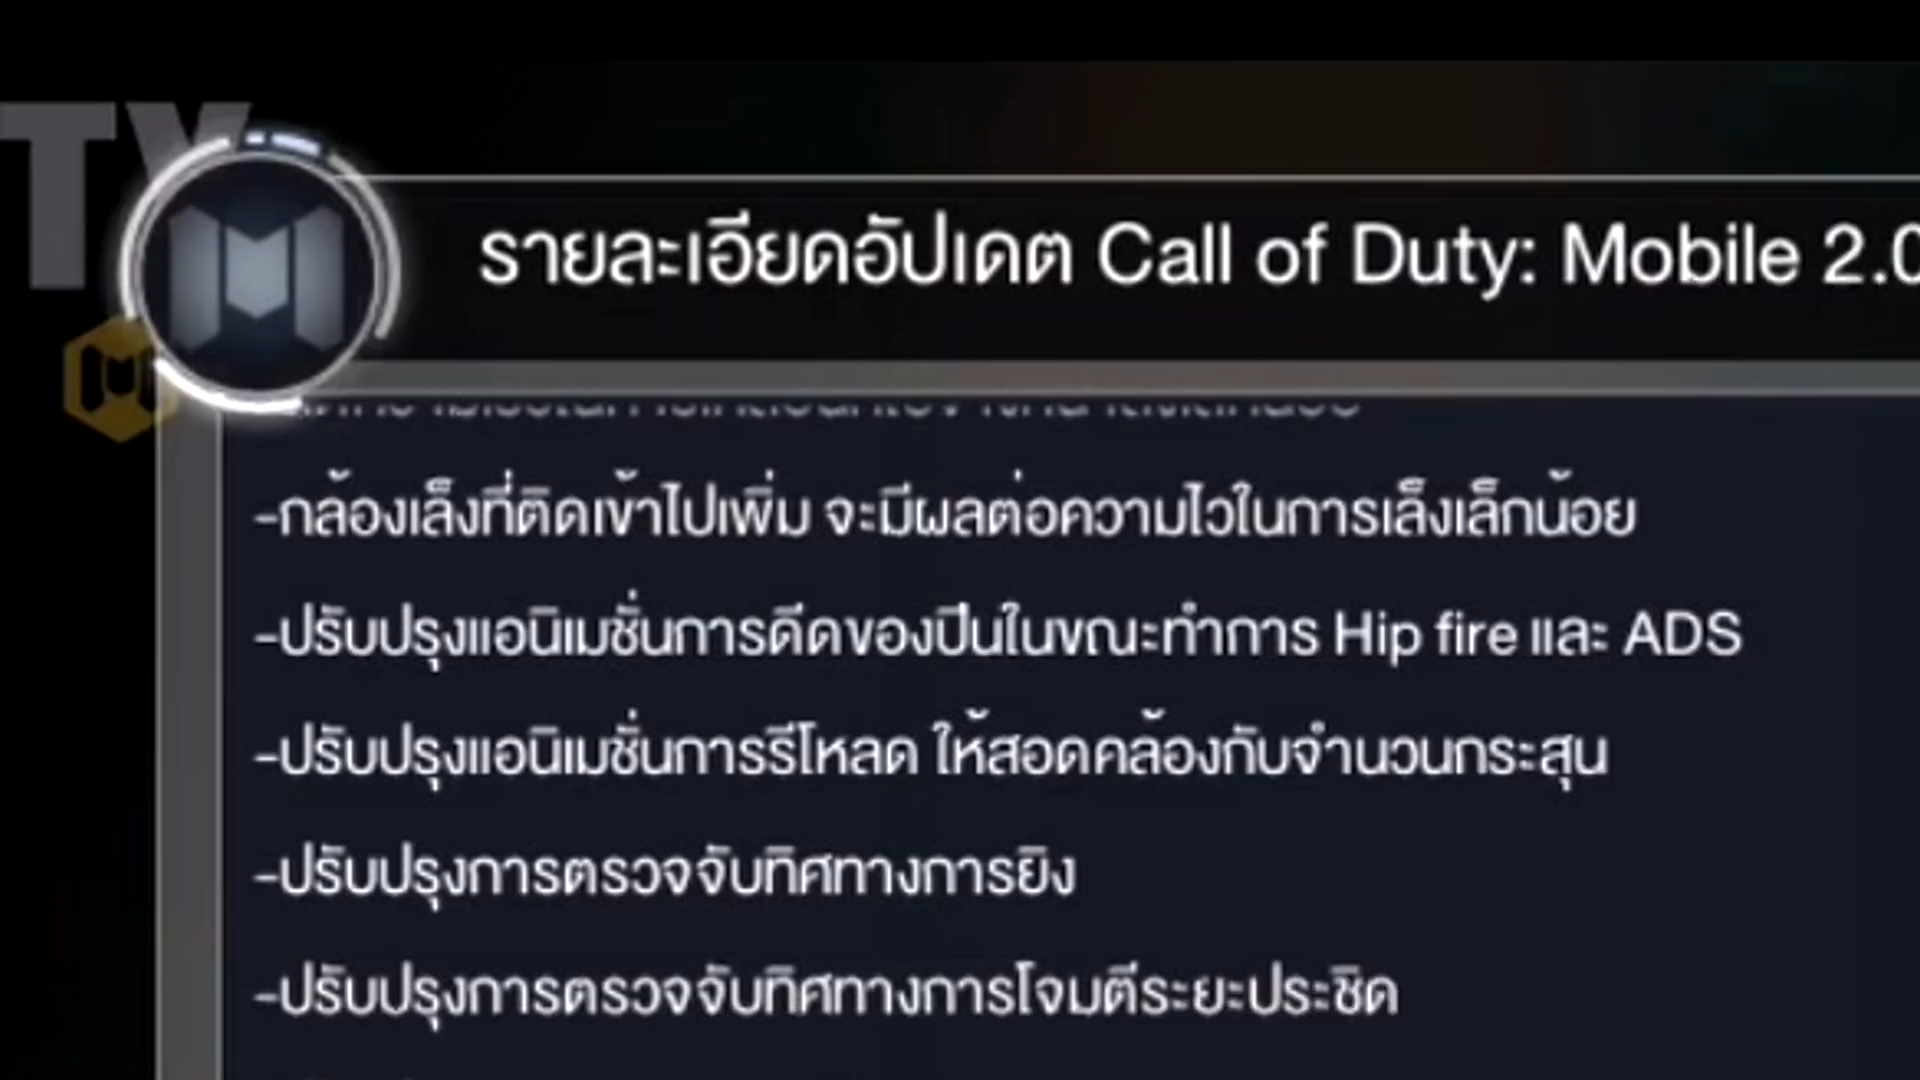 TY
รายละเอียดอัปเดต Call of Duty: Mobile 2.0
-กล้องเล็งที่ติดเข้าไปเพิ่ม จะมีผลต่อความไวในการเล็งเล็กน้อย
-ปรับปรุงแอนิเมชั่นการดีดของปืนในขณะทำการ Hip fire และ ADS
-ปรับปรุงแอนิเมชั่นการรีโหลด ให้สอดคล้องกับจำนวนกระสุน
-ปรับปรุงการตรวจจับทิศทางการยิง
-ปรับปรุงการตรวจจับทิศทางการโจมตีระยะประชิด